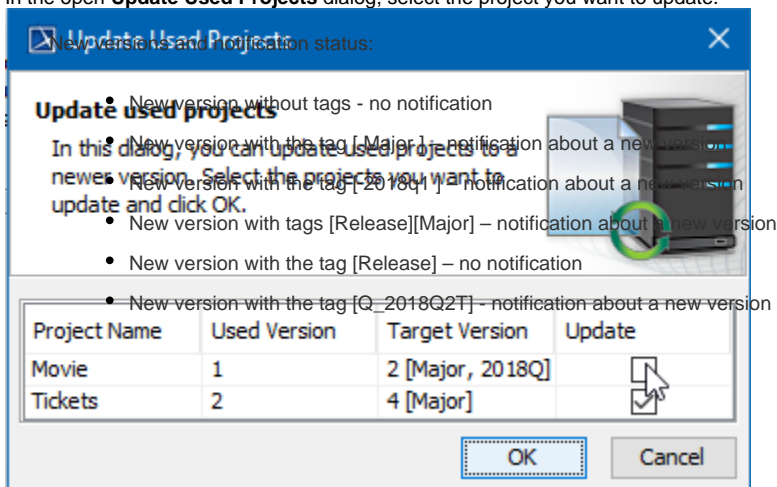 In the open Update Used Projects dialog, select the project you want to update.
Update Used Projects
New versions and notification status:
Update used projects
New version without tags - no notification
In this dialog, you can update used projects to a
New version with the tag [ Major ] – notification about a new version
newer version. Select the projects you want to
New version with the tag [ 2018q1 ] – notification about a new version
update and click OK.
New version with tags [Release][Major] – notification about a new version
New version with the tag [Release] – no notification
New version with the tag [Q_2018Q2T] - notification about a new version
Project Name Used Version Target Version Update
Movie 1 2 [Major, 2018Q]
Tickets 2 4 [Major]
OK Cancel